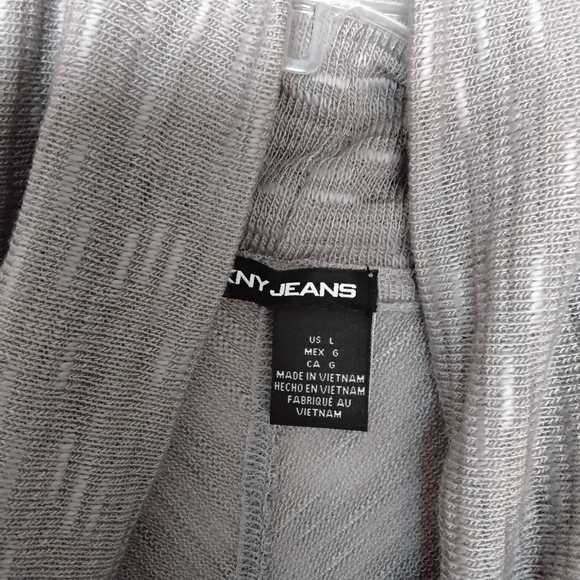 KNY JEANS
US L
MEX G
CA G
MADE IN VIETNAM
HECHO EN VIETNAM
FABRIQUÉ AU
VIETNAM